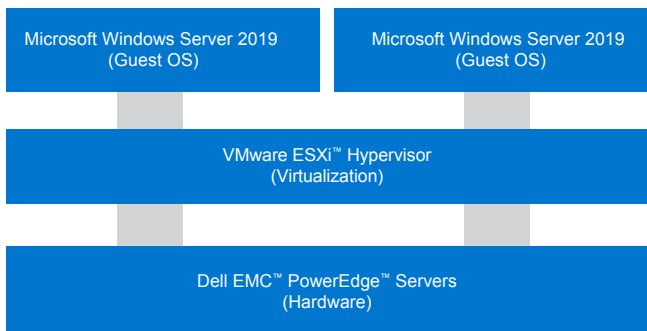 Microsoft Windows Server 2019
(Guest OS)
Microsoft Windows Server 2019
(Guest OS)
VMware ESXi™ Hypervisor
(Virtualization)
Dell EMC™ PowerEdge™ Servers
(Hardware)